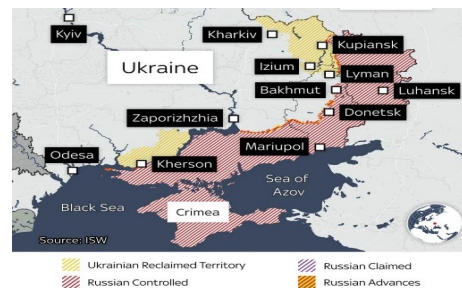 Kyiv
Kharkiv
Kupiansk
Ukraine
Izium
Lyman
Bakhmut
Luhansk
Zaporizhzhia
Donetsk
Odesa
Mariupol
Kherson
Sea of
Azov
Black Sea
Crimea
Source: ISW
Ukrainian Reclaimed Territory
Russian Claimed
Russian Controlled
Russian Advances